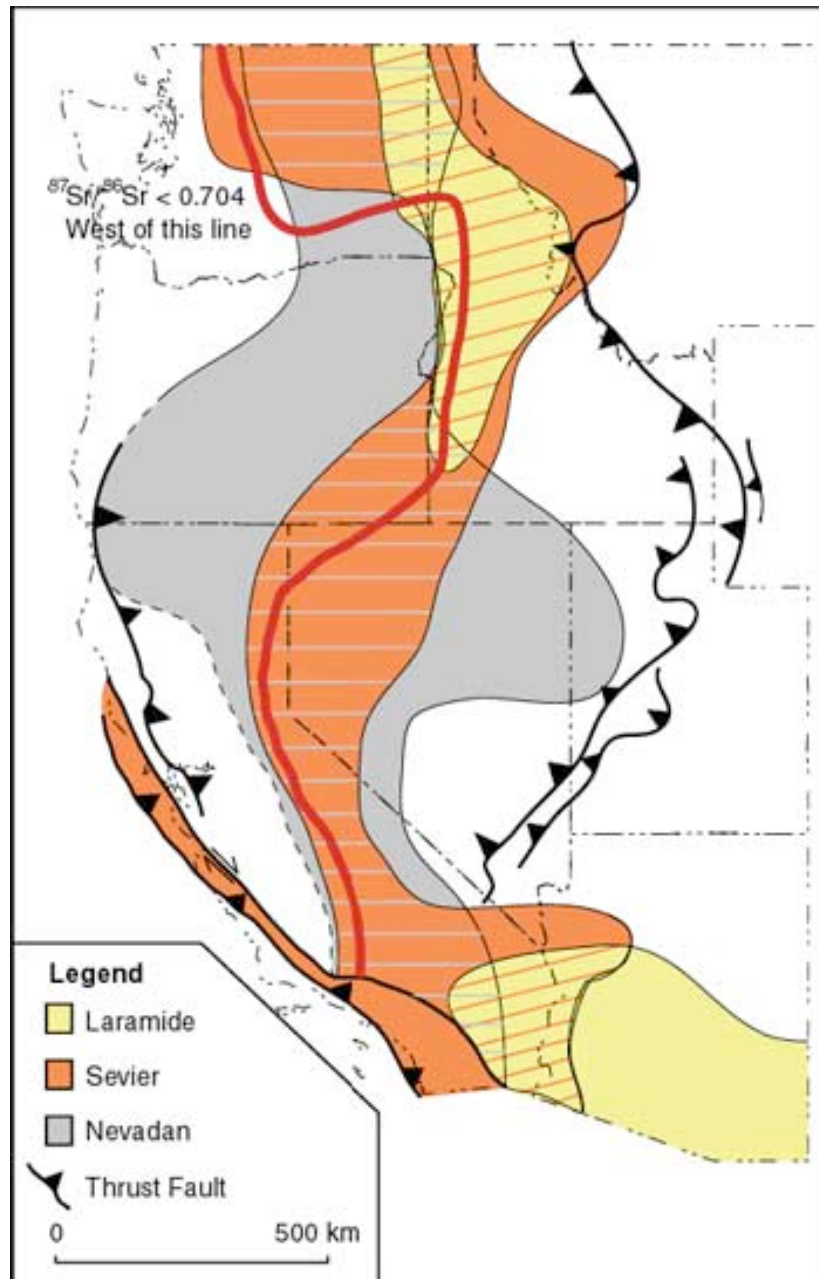 ⁸⁷Sr/⁸⁶Sr < 0.704
West of this line
Legend
Laramide
Sevier
Nevadan
Thrust Fault
0 500 km